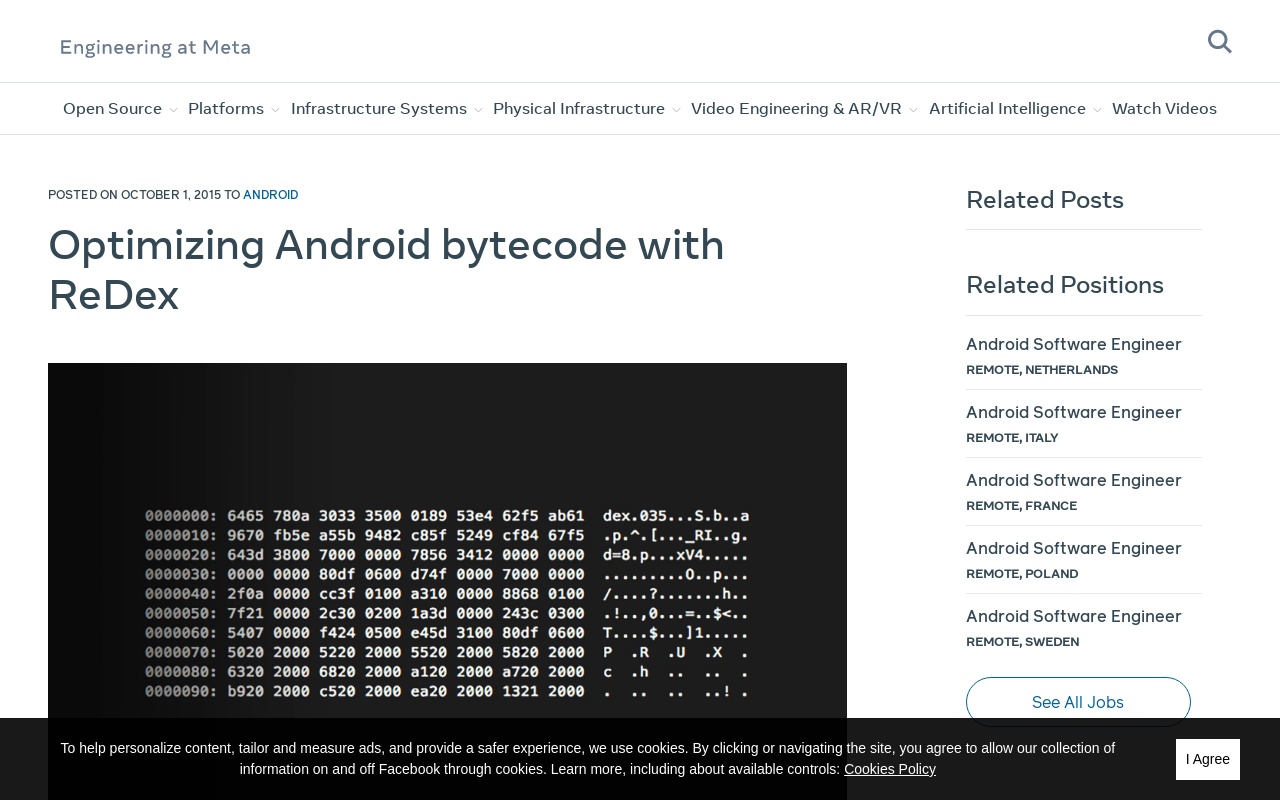 Engineering at Meta
Open Source Platforms Infrastructure Systems Physical Infrastructure Video Engineering & AR/VR Artificial Intelligence Watch Videos
POSTED ON OCTOBER 1, 2015 TO ANDROID
Optimizing Android bytecode with
ReDex
0000000: 6465 780a 3033 3500 0189 53e4 62f5 ab61 dex.035...S.b..a
0000010: 9670 fb5e a55b 9482 c85f 5249 cf84 67f5 .p.^.[..._RI..g.
0000020: 643d 3800 7000 0000 7856 3412 0000 0000 d=8.p...xV4.....
0000030: 0000 0000 80df 0600 d74f 0000 7000 0000 .........O..p...
0000040: 2f0a 0000 cc3f 0100 a310 0000 8868 0100 /....?.......h..
0000050: 7f21 0000 2c30 0200 1a3d 0000 243c 0300 .!..,0...=..$<..
0000060: 5407 0000 f424 0500 e45d 3100 80df 0600 T....$...]1.....
0000070: 5020 2000 5220 2000 5520 2000 5820 2000 P  .R  .U  .X  .
0000080: 6320 2000 6820 2000 a120 2000 a720 2000 c  .h  ..  ..  .
0000090: b920 2000 c520 2000 ea20 2000 1321 2000 .  ..  ..  ..! .
Related Posts
Related Positions
Android Software Engineer
REMOTE, NETHERLANDS
Android Software Engineer
REMOTE, ITALY
Android Software Engineer
REMOTE, FRANCE
Android Software Engineer
REMOTE, POLAND
Android Software Engineer
REMOTE, SWEDEN
See All Jobs
To help personalize content, tailor and measure ads, and provide a safer experience, we use cookies. By clicking or navigating the site, you agree to allow our collection of
information on and off Facebook through cookies. Learn more, including about available controls: Cookies Policy
I Agree